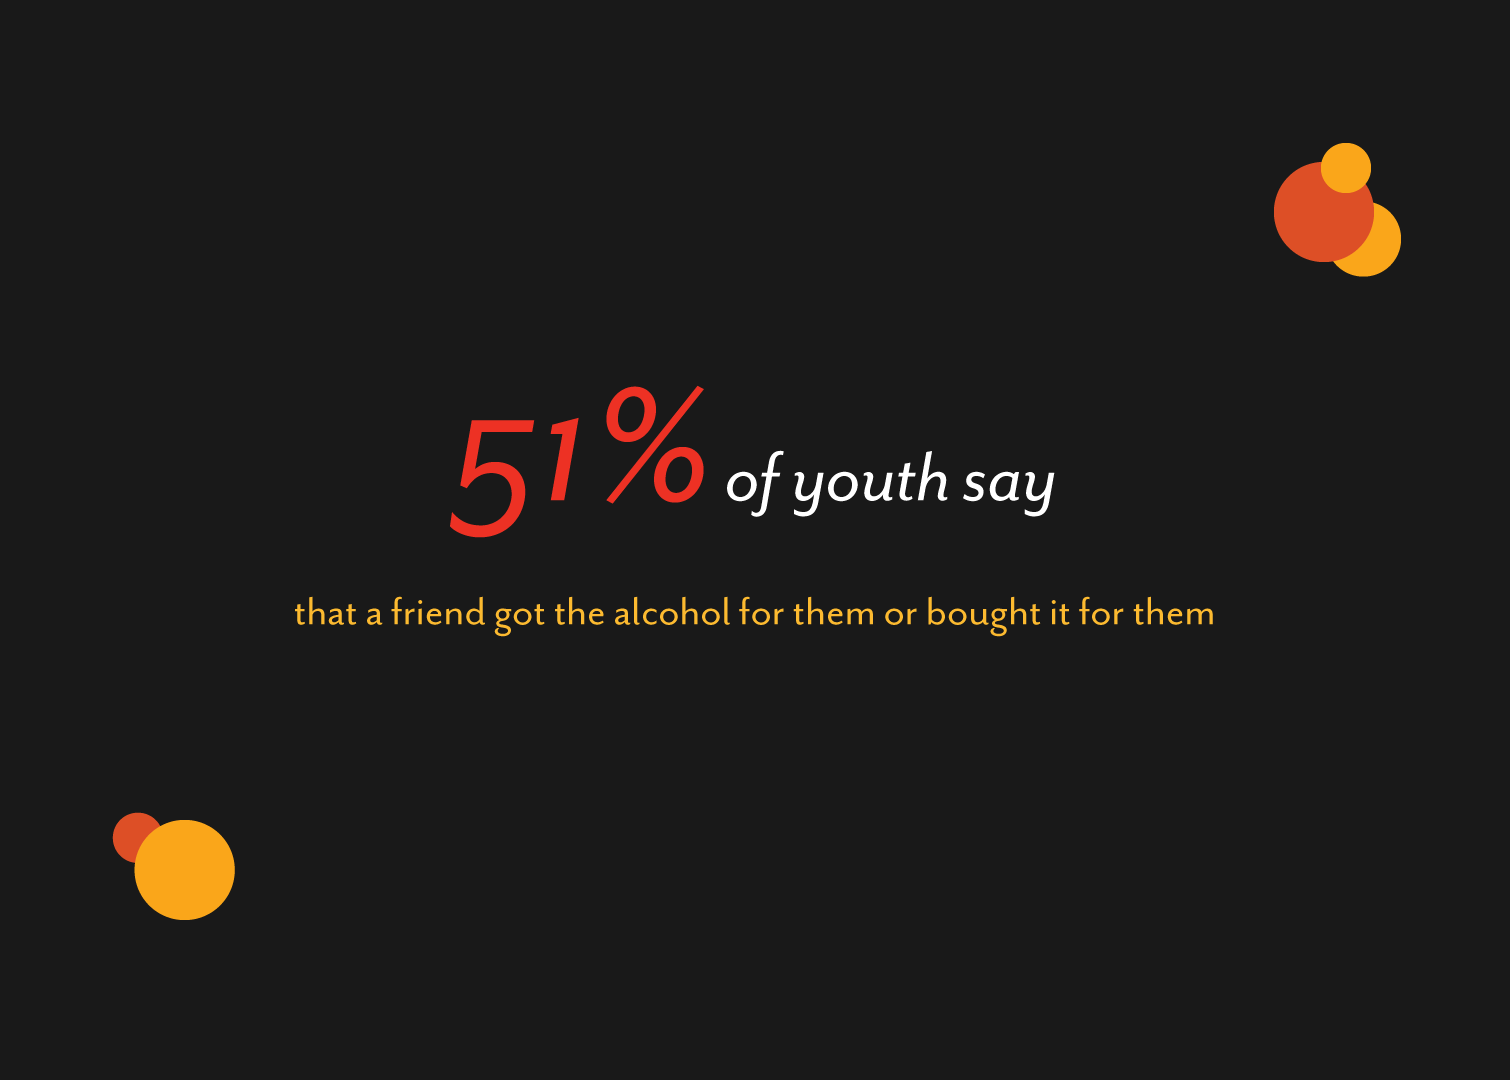 51% of youth say
that a friend got the alcohol for them or bought it for them